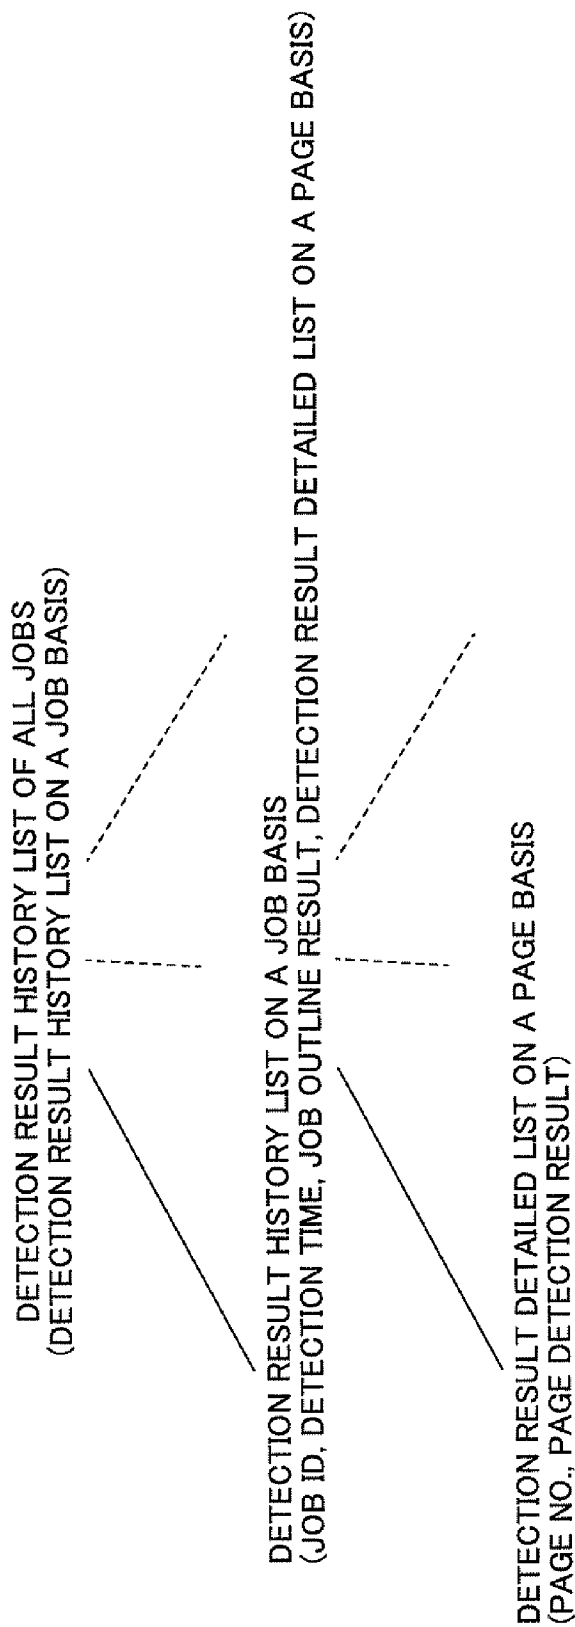 DETECTION RESULT HISTORY LIST OF ALL JOBS
(DETECTION RESULT HISTORY LIST ON A JOB BASIS)
DETECTION RESULT HISTORY LIST ON A JOB BASIS
(JOB ID, DETECTION TIME, JOB OUTLINE RESULT, DETECTION RESULT DETAILED LIST ON A PAGE BASIS)
DETECTION RESULT DETAILED LIST ON A PAGE BASIS
(PAGE NO., PAGE DETECTION RESULT)